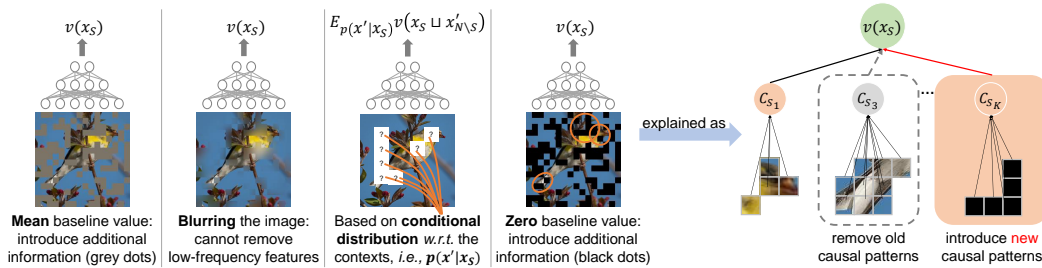 v(x_S)
v(x_S)
E_{p(x'|x_S)} v(x_S ⊔ x'_{N\S})
v(x_S)
v(x_S)
? ? ? ? ? ?
explained as
C_{S_1}
C_{S_3}
...
C_{S_K}
Mean baseline value:
introduce additional
information (grey dots)
Blurring the image:
cannot remove
low-frequency features
Based on conditional
distribution w.r.t. the
contexts, i.e., p(x'|x_S)
Zero baseline value:
introduce additional
information (black dots)
remove old
causal patterns
introduce new
causal patterns